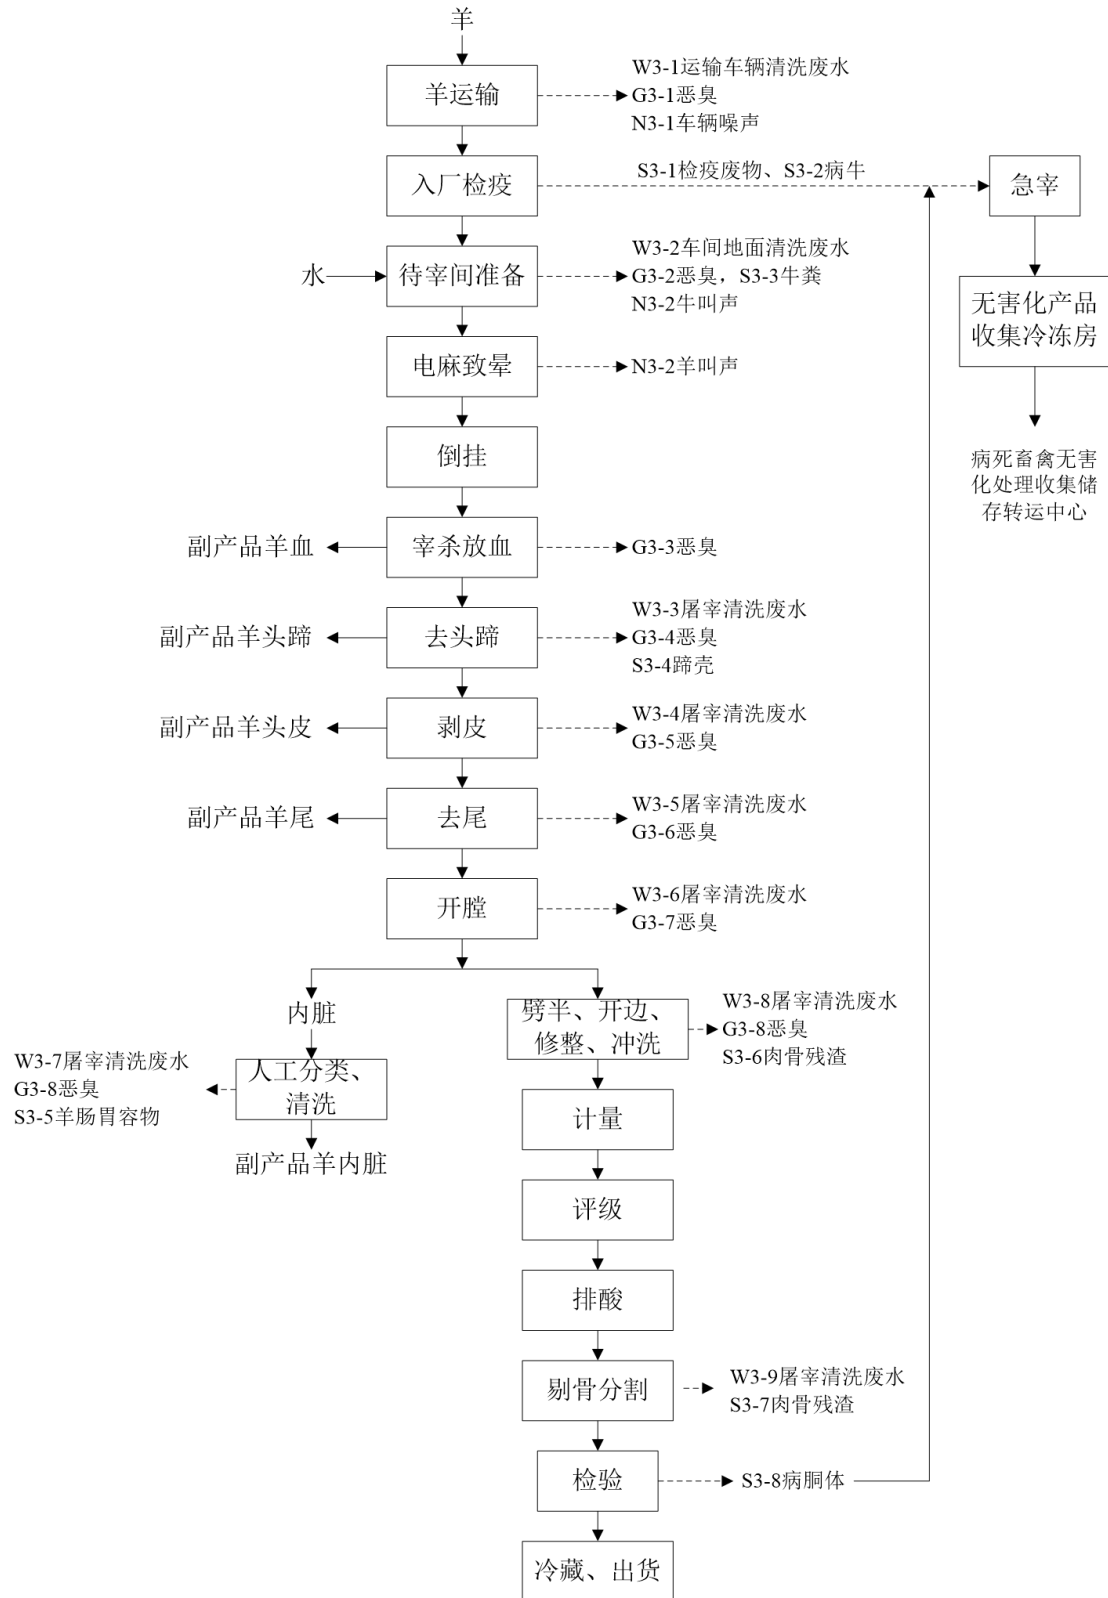 羊
羊运输
W3-1运输车辆清洗废水
G3-1恶臭
N3-1车辆噪声
入厂检疫
S3-1检疫废物、S3-2病牛
急宰
水
待宰间准备
W3-2车间地面清洗废水
G3-2恶臭，S3-3牛粪
N3-2牛叫声
无害化产品
收集冷冻房
电麻致晕
N3-2羊叫声
倒挂
病死畜禽无害
化处理收集储
存转运中心
副产品羊血
宰杀放血
G3-3恶臭
副产品羊头蹄
去头蹄
W3-3屠宰清洗废水
G3-4恶臭
S3-4蹄壳
副产品羊头皮
剥皮
W3-4屠宰清洗废水
G3-5恶臭
副产品羊尾
去尾
W3-5屠宰清洗废水
G3-6恶臭
开膛
W3-6屠宰清洗废水
G3-7恶臭
内脏
劈半、开边、
修整、冲洗
W3-8屠宰清洗废水
G3-8恶臭
S3-6肉骨残渣
W3-7屠宰清洗废水
G3-8恶臭
S3-5羊肠胃容物
人工分类、
清洗
副产品羊内脏
计量
评级
排酸
剔骨分割
W3-9屠宰清洗废水
S3-7肉骨残渣
检验
S3-8病胴体
冷藏、出货